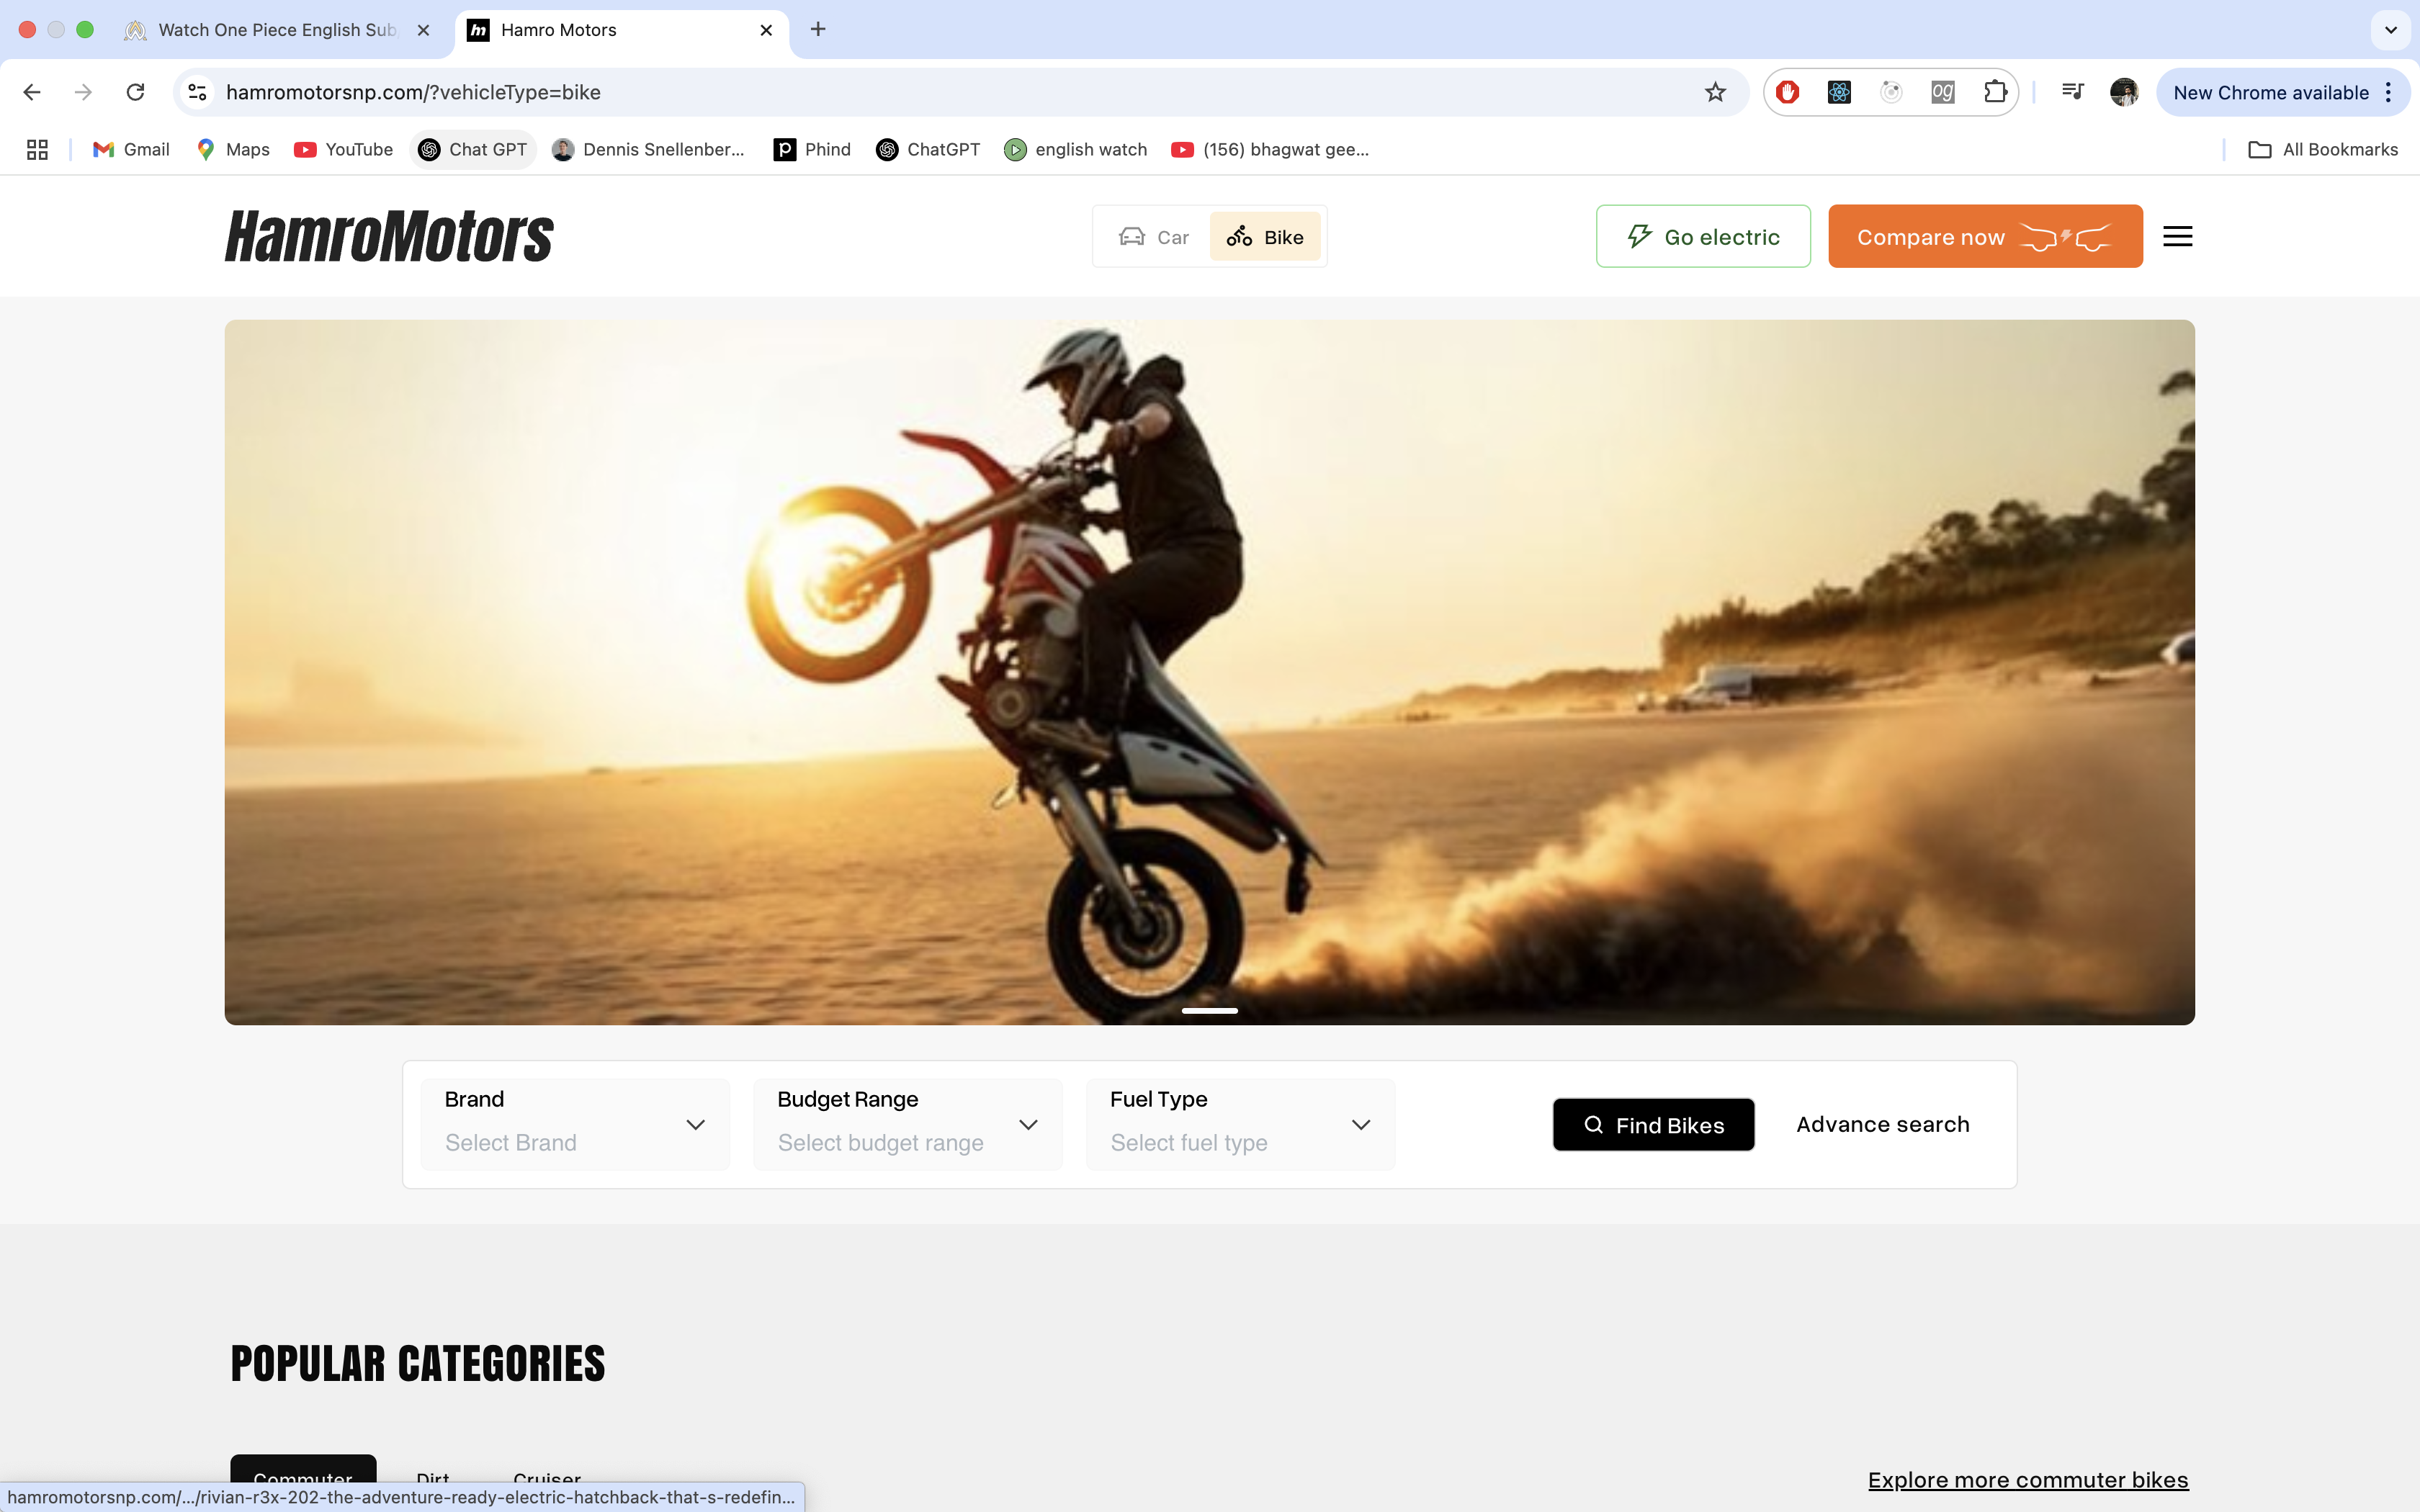 Watch One Piece English Sub
Hamro Motors
hamromotorsnp.com/?vehicleType=bike
New Chrome available
Gmail
Maps
YouTube
Chat GPT
Dennis Snellenber...
Phind
ChatGPT
english watch
(156) bhagwat gee...
All Bookmarks
HamroMotors
Car
Bike
Go electric
Compare now
Brand
Select Brand
Budget Range
Select budget range
Fuel Type
Select fuel type
Find Bikes
Advance search
POPULAR CATEGORIES
Commuter
Dirt
Cruiser
Explore more commuter bikes
hamromotorsnp.com/.../rivian-r3x-202-the-adventure-ready-electric-hatchback-that-s-redefin...